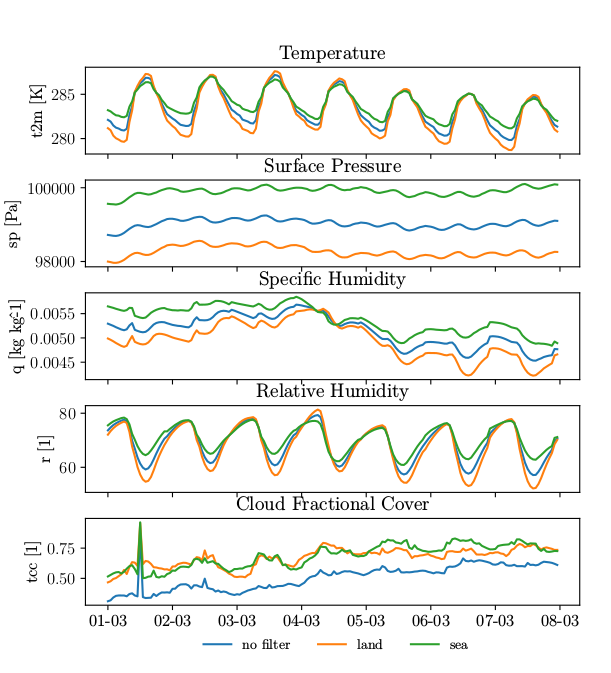 Temperature
t2m [K]
285
280
Surface Pressure
sp [Pa]
100000
98000
Specific Humidity
q [kg kg-1]
0.0055
0.0050
0.0045
Relative Humidity
r [1]
80
60
Cloud Fractional Cover
tcc [1]
0.75
0.50
01-03 02-03 03-03 04-03 05-03 06-03 07-03 08-03
no filter land sea